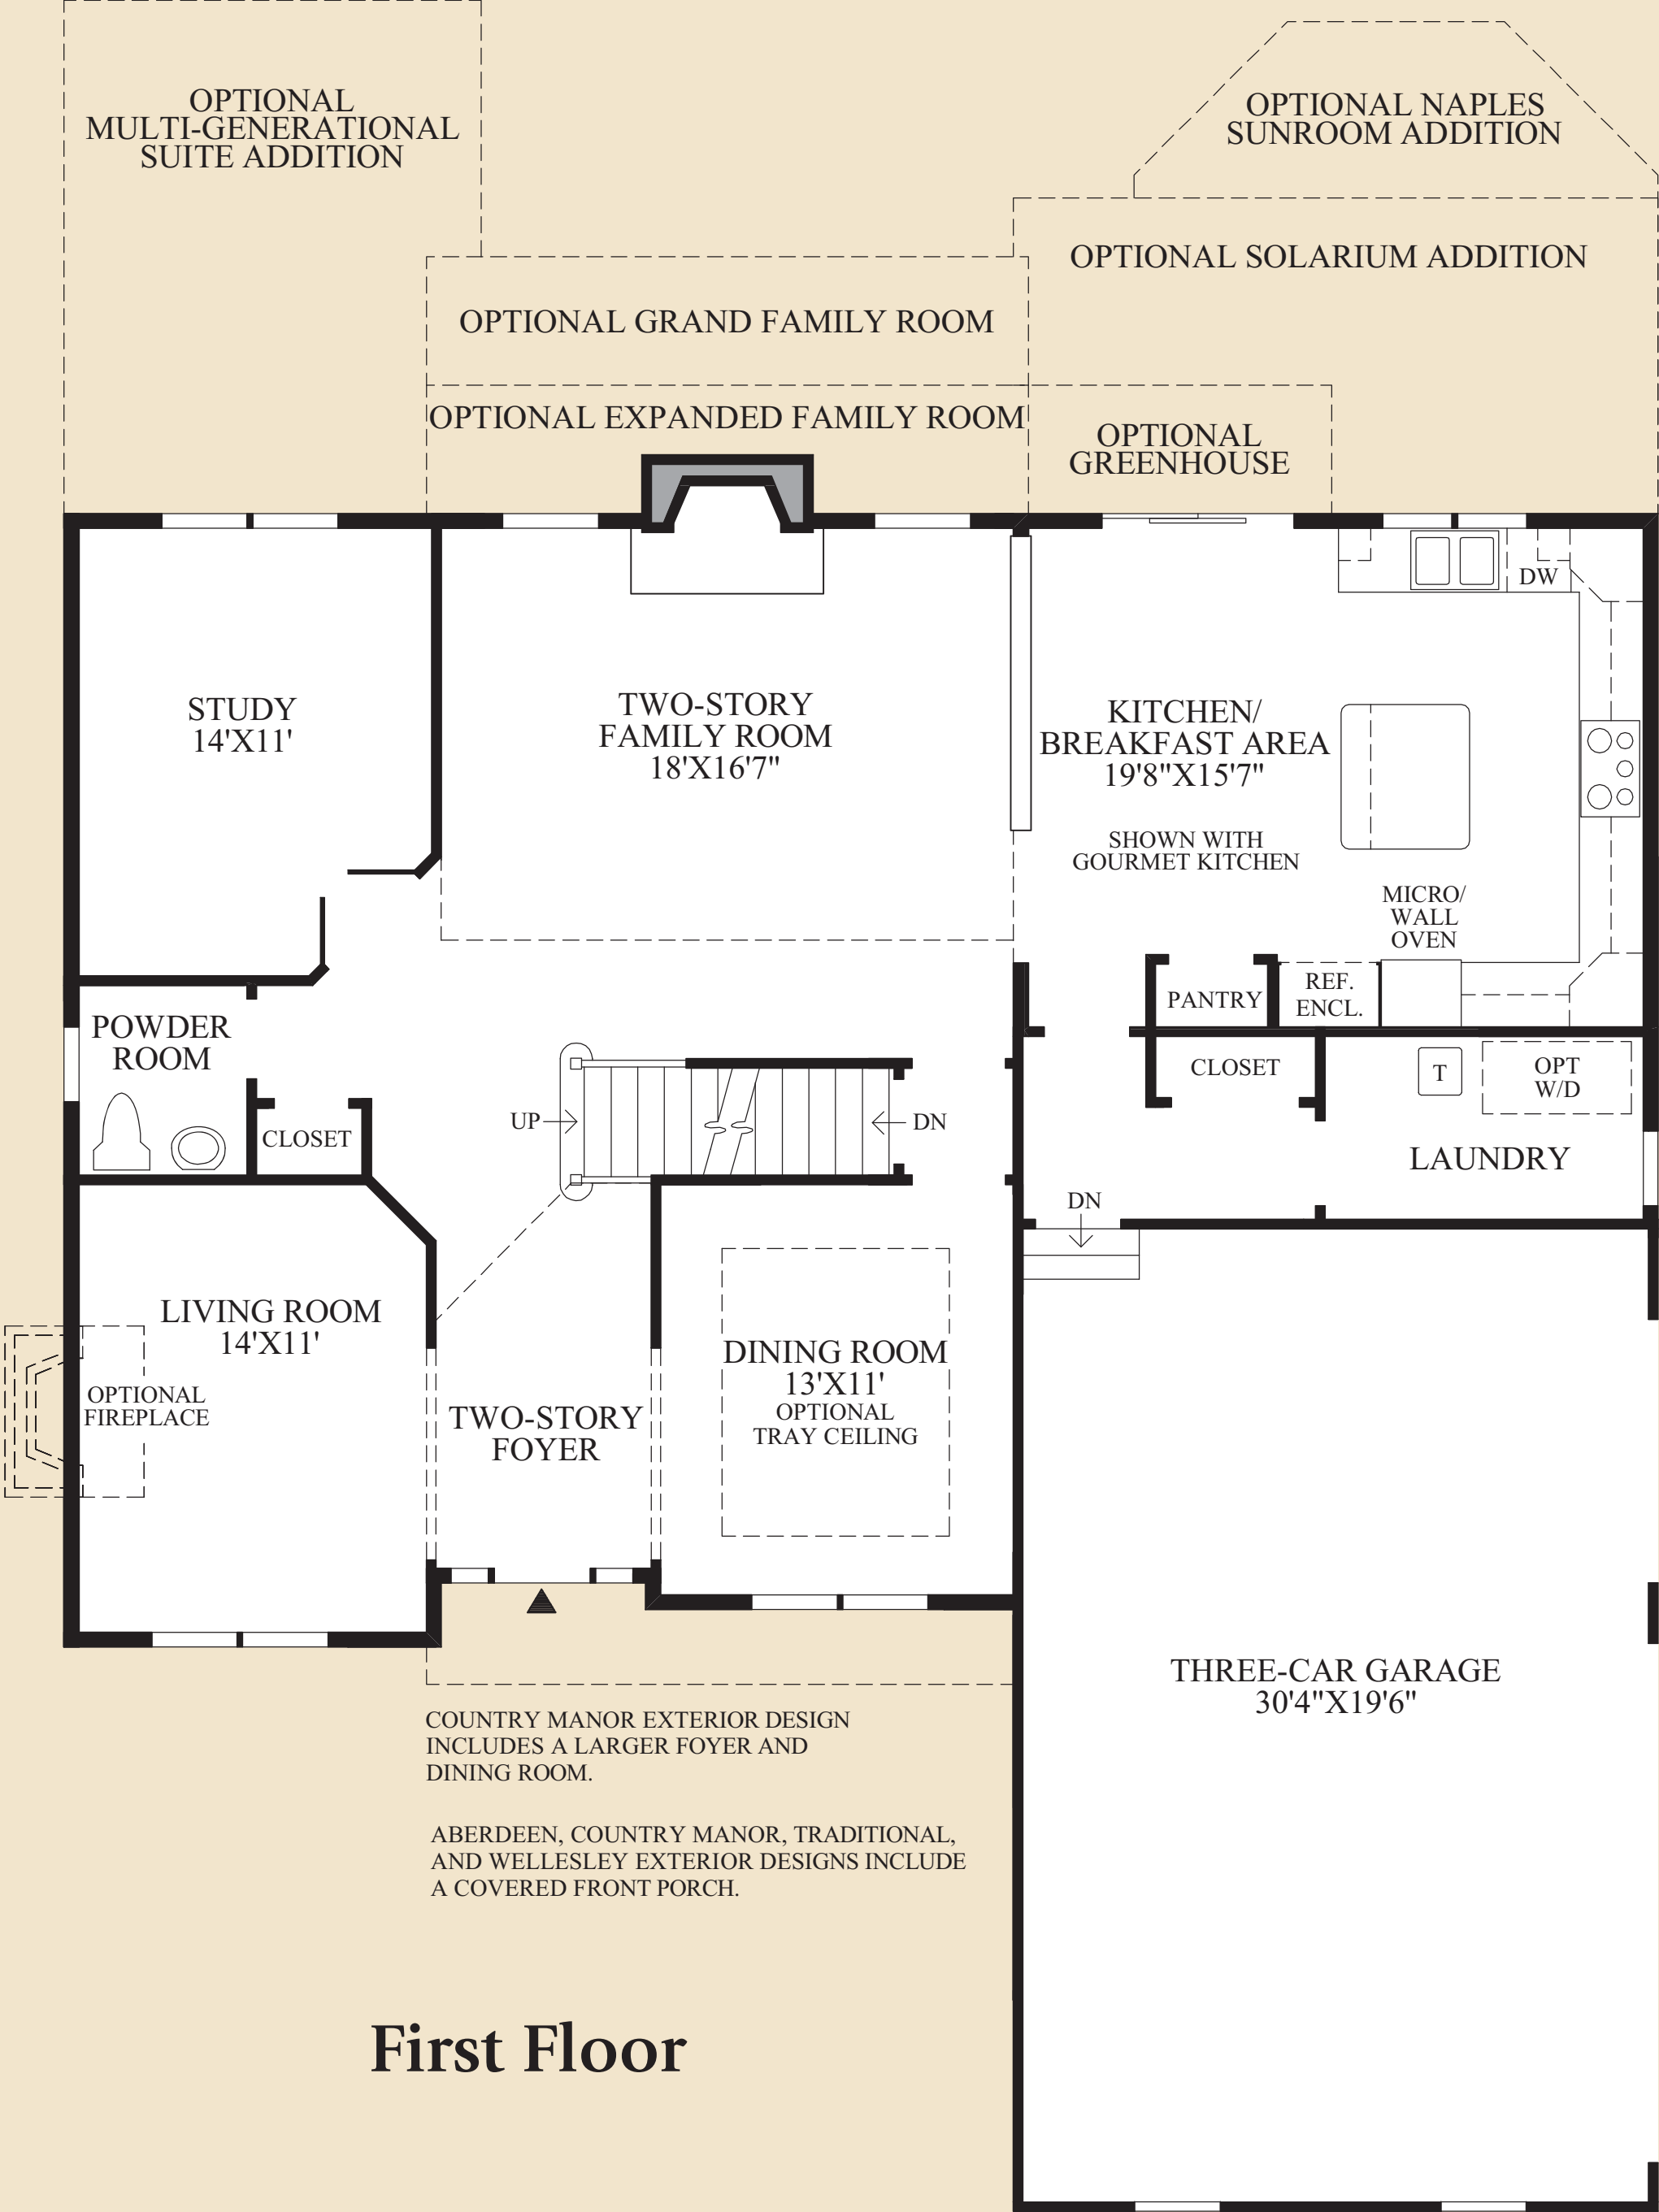 OPTIONAL
MULTI-GENERATIONAL
SUITE ADDITION
OPTIONAL NAPLES
SUNROOM ADDITION
OPTIONAL SOLARIUM ADDITION
OPTIONAL GRAND FAMILY ROOM
OPTIONAL EXPANDED FAMILY ROOM
OPTIONAL
GREENHOUSE
DW
STUDY
14'X11'
TWO-STORY
FAMILY ROOM
18'X16'7"
KITCHEN/
BREAKFAST AREA
19'8"X15'7"
SHOWN WITH
GOURMET KITCHEN
MICRO/
WALL
OVEN
PANTRY
REF.
ENCL.
POWDER
ROOM
CLOSET
UP
DN
CLOSET
T
OPT
W/D
LAUNDRY
DN
LIVING ROOM
14'X11'
OPTIONAL
FIREPLACE
TWO-STORY
FOYER
DINING ROOM
13'X11'
OPTIONAL
TRAY CEILING
THREE-CAR GARAGE
30'4"X19'6"
COUNTRY MANOR EXTERIOR DESIGN
INCLUDES A LARGER FOYER AND
DINING ROOM.
ABERDEEN, COUNTRY MANOR, TRADITIONAL,
AND WELLESLEY EXTERIOR DESIGNS INCLUDE
A COVERED FRONT PORCH.
First Floor